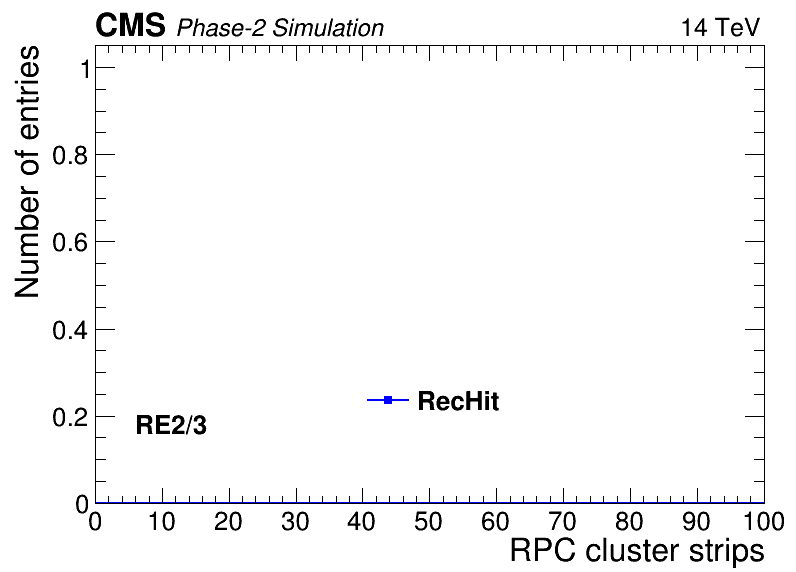 CMS Phase-2 Simulation 14 TeV
Number of entries
1
0.8
0.6
0.4
0.2
0
RecHit
RE2/3
0 10 20 30 40 50 60 70 80 90 100
RPC cluster strips